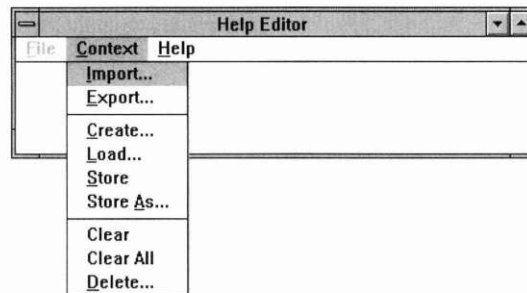 Help Editor
File Context Help
Import...
Export...
Create...
Load...
Store
Store As...
Clear
Clear All
Delete...